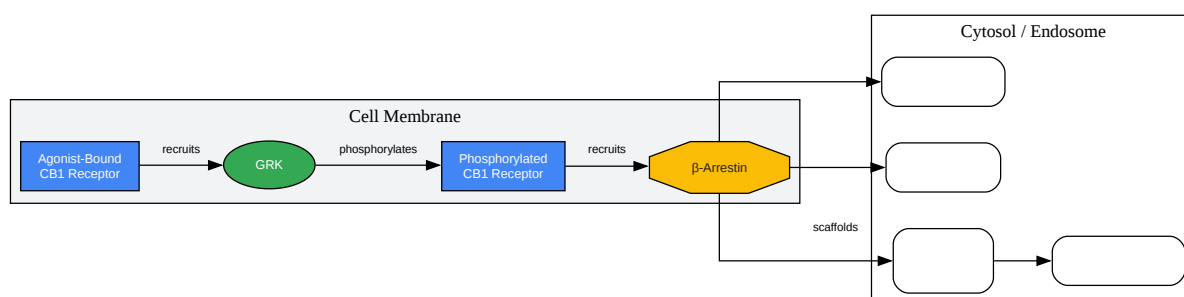 Cytosol / Endosome
Cell Membrane
Agonist-Bound
CB1 Receptor
recruits
GRK
phosphorylates
Phosphorylated
CB1 Receptor
recruits
β-Arrestin
scaffolds